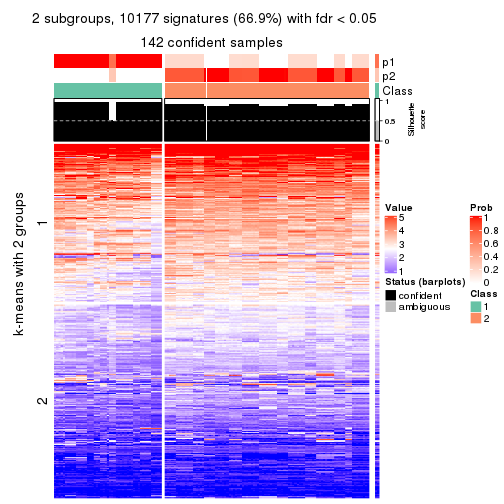 2 subgroups, 10177 signatures (66.9%) with fdr < 0.05
142 confident samples
p1
p2
Class
1
0.5
0
Silhouette
score
k-means with 2 groups
1
2
Value
5
4
3
2
1
Prob
1
0.8
0.6
0.4
0.2
0
Status (barplots)
confident
ambiguous
Class
1
2